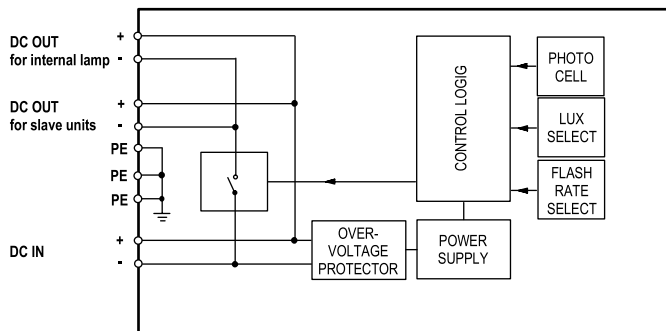 DC OUT
for internal lamp
+
-
DC OUT
for slave units
+
-
PE
PE
PE
DC IN
+
-
CONTROL LOGIG
PHOTO
CELL
LUX
SELECT
FLASH
RATE
SELECT
OVER-
VOLTAGE
PROTECTOR
POWER
SUPPLY